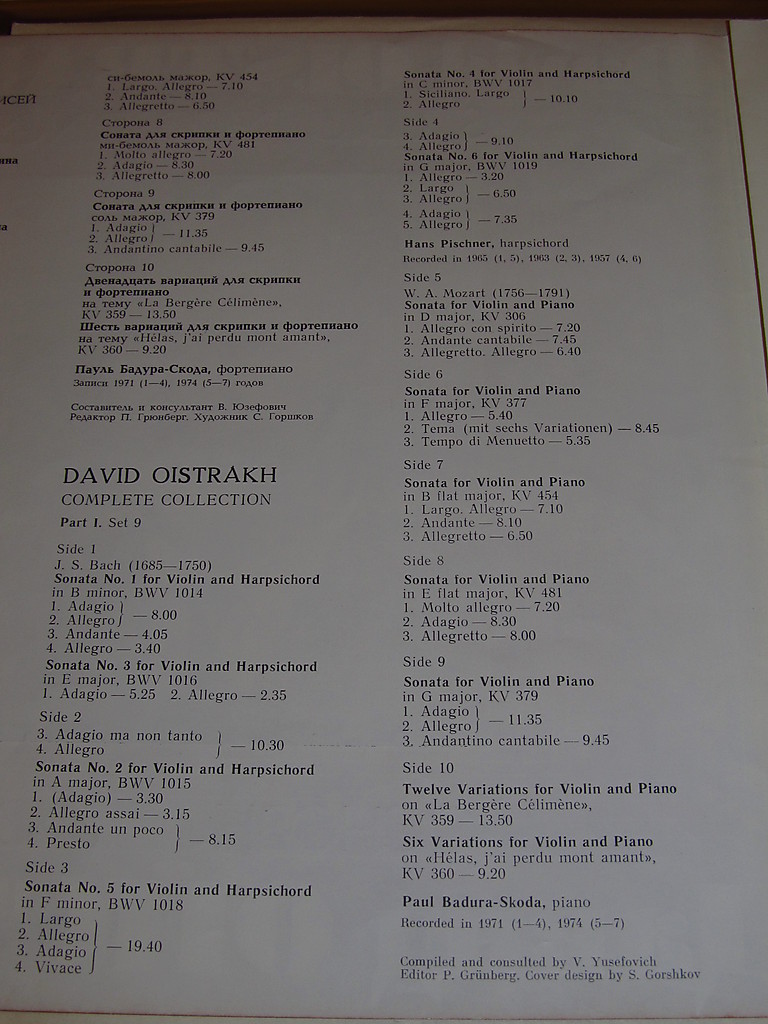 ИСЕЙ
си-бемоль мажор, KV 454
1. Largo. Allegro — 7.10
2. Andante — 8.10
3. Allegretto — 6.50
Сторона 8
Соната для скрипки и фортепиано
ми-бемоль мажор, KV 481
1. Molto allegro — 7.20
2. Adagio — 8.30
3. Allegretto — 8.00
Сторона 9
Соната для скрипки и фортепиано
соль мажор, KV 379
1. Adagio
2. Allegro } — 11.35
3. Andantino cantabile — 9.45
Сторона 10
Двенадцать вариаций для скрипки
и фортепиано
на тему «La Bergère Célimène»,
KV 359 — 13.50
Шесть вариаций для скрипки и фортепиано
на тему «Hélas, j'ai perdu mont amant»,
KV 360 — 9.20
Пауль Бадура-Скода, фортепиано
Записи 1971 (1—4), 1974 (5—7) годов
Составитель и консультант В. Юзефович
Редактор П. Грюнберг. Художник С. Горшков
DAVID OISTRAKH
COMPLETE COLLECTION
Part I. Set 9
Side 1
J. S. Bach (1685—1750)
Sonata No. 1 for Violin and Harpsichord
in B minor, BWV 1014
1. Adagio
2. Allegro } — 8.00
3. Andante — 4.05
4. Allegro — 3.40
Sonata No. 3 for Violin and Harpsichord
in E major, BWV 1016
1. Adagio — 5.25 2. Allegro — 2.35
Side 2
3. Adagio ma non tanto
4. Allegro } — 10.30
Sonata No. 2 for Violin and Harpsichord
in A major, BWV 1015
1. (Adagio) — 3.30
2. Allegro assai — 3.15
3. Andante un poco
4. Presto } — 8.15
Side 3
Sonata No. 5 for Violin and Harpsichord
in F minor, BWV 1018
1. Largo
2. Allegro
3. Adagio } — 19.40
4. Vivace
Sonata No. 4 for Violin and Harpsichord
in C minor, BWV 1017
1. Siciliano. Largo
2. Allegro } — 10.10
Side 4
3. Adagio
4. Allegro } — 9.10
Sonata No. 6 for Violin and Harpsichord
in G major, BWV 1019
1. Allegro — 3.20
2. Largo
3. Allegro } — 6.50
4. Adagio
5. Allegro } — 7.35
Hans Pischner, harpsichord
Recorded in 1965 (1, 5), 1963 (2, 3), 1957 (4, 6)
Side 5
W. A. Mozart (1756—1791)
Sonata for Violin and Piano
in D major, KV 306
1. Allegro con spirito — 7.20
2. Andante cantabile — 7.45
3. Allegretto. Allegro — 6.40
Side 6
Sonata for Violin and Piano
in F major, KV 377
1. Allegro — 5.40
2. Tema (mit sechs Variationen) — 8.45
3. Tempo di Menuetto — 5.35
Side 7
Sonata for Violin and Piano
in B flat major, KV 454
1. Largo. Allegro — 7.10
2. Andante — 8.10
3. Allegretto — 6.50
Side 8
Sonata for Violin and Piano
in E flat major, KV 481
1. Molto allegro — 7.20
2. Adagio — 8.30
3. Allegretto — 8.00
Side 9
Sonata for Violin and Piano
in G major, KV 379
1. Adagio
2. Allegro } — 11.35
3. Andantino cantabile — 9.45
Side 10
Twelve Variations for Violin and Piano
on «La Bergère Célimène»,
KV 359 — 13.50
Six Variations for Violin and Piano
on «Hélas, j'ai perdu mont amant»,
KV 360 — 9.20
Paul Badura-Skoda, piano
Recorded in 1971 (1—4), 1974 (5—7)
Compiled and consulted by V. Yusefovich
Editor P. Grünberg. Cover design by S. Gorshkov